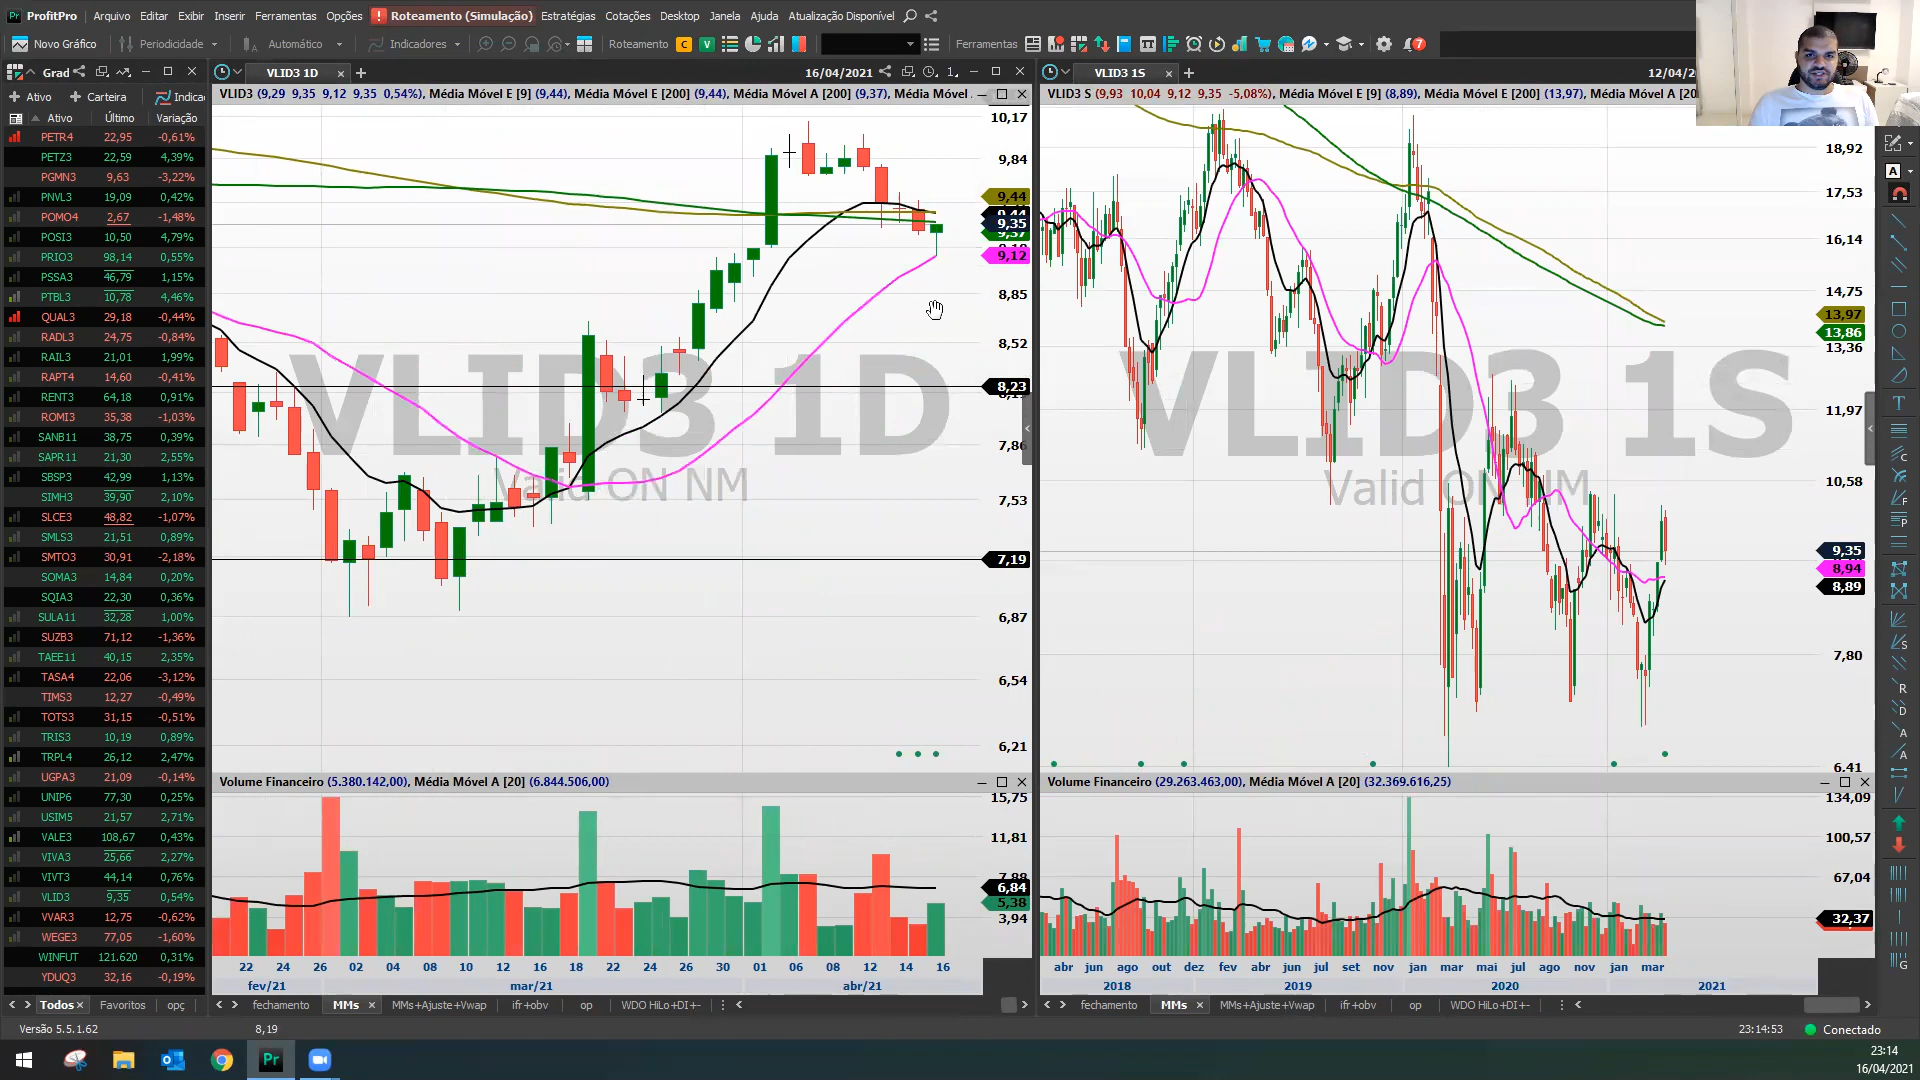 ProfitPro Arquivo Editar Exibir Inserir Ferramentas Opções Roteamento (Simulação) Estratégias Cotações Desktop Janela Ajuda Atualização Disponível
Novo Gráfico Periodicidade Automático Indicadores Roteamento C V Ferramentas 7
Grad VLID3 1D 16/04/2021 1 VLID3 1S 12/04/
Ativo Carteira Indica
VLID3 (9,29 9,35 9,12 9,35 0,54%), Média Móvel E [9] (9,44), Média Móvel E [200] (9,44), Média Móvel A [200] (9,37), Média Móvel
VLID3 S (9,93 10,04 9,12 9,35 -5,08%), Média Móvel E [9] (8,89), Média Móvel E [200] (13,97), Média Móvel A [20
Ativo Último Variação
PETR4 22,95 -0,61%
PETZ3 22,59 4,39%
PGMN3 9,63 -3,22%
PNVL3 19,09 0,42%
POMO4 2,67 -1,48%
POSI3 10,50 4,79%
PRIO3 98,14 0,55%
PSSA3 46,79 1,15%
PTBL3 10,78 4,46%
QUAL3 29,18 -0,44%
RADL3 24,75 -0,84%
RAIL3 21,01 1,99%
RAPT4 14,60 -0,41%
RENT3 64,18 0,91%
ROMI3 35,38 -1,03%
SANB11 38,75 0,39%
SAPR11 21,30 2,55%
SBSP3 42,99 1,13%
SIMH3 39,90 2,10%
SLCE3 48,82 -1,07%
SMLS3 21,51 0,89%
SMTO3 30,91 -2,18%
SOMA3 14,84 0,20%
SQIA3 22,30 0,36%
SULA11 32,28 1,00%
SUZB3 71,12 -1,36%
TAEE11 40,15 2,35%
TASA4 22,06 -3,12%
TIMS3 12,27 -0,49%
TOTS3 31,15 -0,51%
TRIS3 10,19 0,89%
TRPL4 26,12 2,47%
UGPA3 21,09 -0,14%
UNIP6 77,30 0,25%
USIM5 21,57 2,71%
VALE3 108,67 0,43%
VIVA3 25,66 2,27%
VIVT3 44,14 0,76%
VLID3 9,35 0,54%
VVAR3 12,75 -0,62%
WEGE3 77,05 -1,60%
WINFUT 121.620 0,31%
YDUQ3 32,16 -0,19%
VLID3 1D
Valid ON NM
10,17
9,84
9,44
9,35
9,12
8,85
8,52
8,23
7,86
7,53
7,19
6,87
6,54
6,21
Volume Financeiro (5.380.142,00), Média Móvel A [20] (6.844.506,00)
15,75
11,81
7,88
6,84
5,38
3,94
22 24 26 02 04 08 10 12 16 18 22 24 26 30 01 06 08 12 14 16
fev/21 mar/21 abr/21
VLID3 1S
Valid ON NM
18,92
17,53
16,14
14,75
13,97
13,86
13,36
11,97
10,58
9,35
8,94
8,89
7,80
6.41
Volume Financeiro (29.263.463,00), Média Móvel A [20] (32.369.616,25)
134,09
100,57
67,04
32,37
abr jun ago out dez fev abr jun jul set nov jan mar mai jul ago nov jan mar
2018 2019 2020 2021
Todos Favoritos opç fechamento MMs MMs+Ajuste+Vwap ifr+obv op WDO HiLo+DI+- fechamento MMs MMs+Ajuste+Vwap ifr+obv op WDO HiLo+DI+-
Versão 5.5.1.62 8,19 23:14:53 Conectado
Pr
23:14
16/04/2021